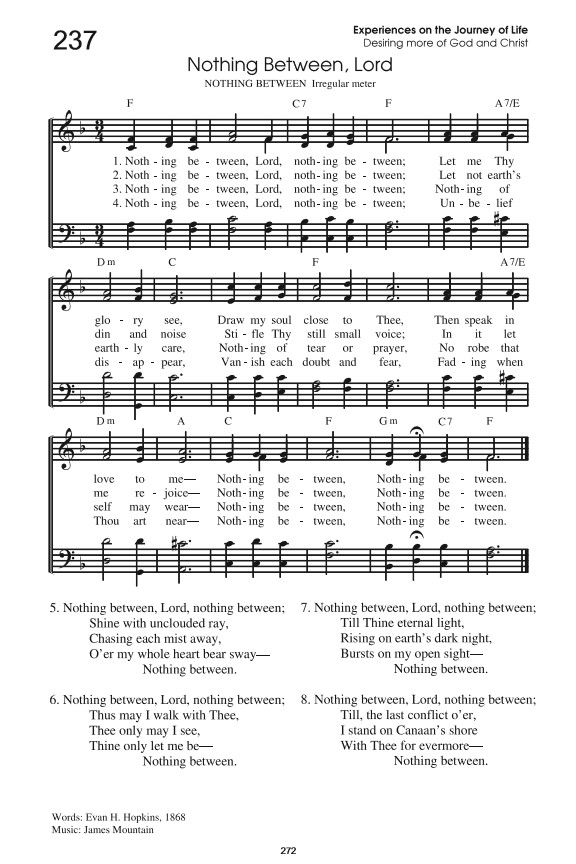 237
Experiences on the Journey of Life
Desiring more of God and Christ
Nothing Between, Lord
NOTHING BETWEEN Irregular meter
F C7 F A7/E
1. Noth - ing be - tween, Lord, noth - ing be - tween; Let me Thy
2. Noth - ing be - tween, Lord, noth - ing be - tween; Let not earth's
3. Noth - ing be - tween, Lord, noth - ing be - tween; Noth - ing of
4. Noth - ing be - tween, Lord, noth - ing be - tween; Un - be - lief
Dm C F A7/E
glo - ry see, Draw my soul close to Thee, Then speak in
din and noise Sti - fle Thy still small voice; In it let
earth - ly care, Noth - ing of tear or prayer, No robe that
dis - ap - pear, Van - ish each doubt and fear, Fad - ing when
Dm A C F Gm C7 F
love to me— Noth - ing be - tween, Noth - ing be - tween.
me re - joice— Noth - ing be - tween, Noth - ing be - tween.
self may wear— Noth - ing be - tween, Noth - ing be - tween.
Thou art near— Noth - ing be - tween, Noth - ing be - tween.
5. Nothing between, Lord, nothing between;
Shine with unclouded ray,
Chasing each mist away,
O'er my whole heart bear sway—
Nothing between.
6. Nothing between, Lord, nothing between;
Thus may I walk with Thee,
Thee only may I see,
Thine only let me be—
Nothing between.
7. Nothing between, Lord, nothing between;
Till Thine eternal light,
Rising on earth's dark night,
Bursts on my open sight—
Nothing between.
8. Nothing between, Lord, nothing between;
Till, the last conflict o'er,
I stand on Canaan's shore
With Thee for evermore—
Nothing between.
Words: Evan H. Hopkins, 1868
Music: James Mountain
272